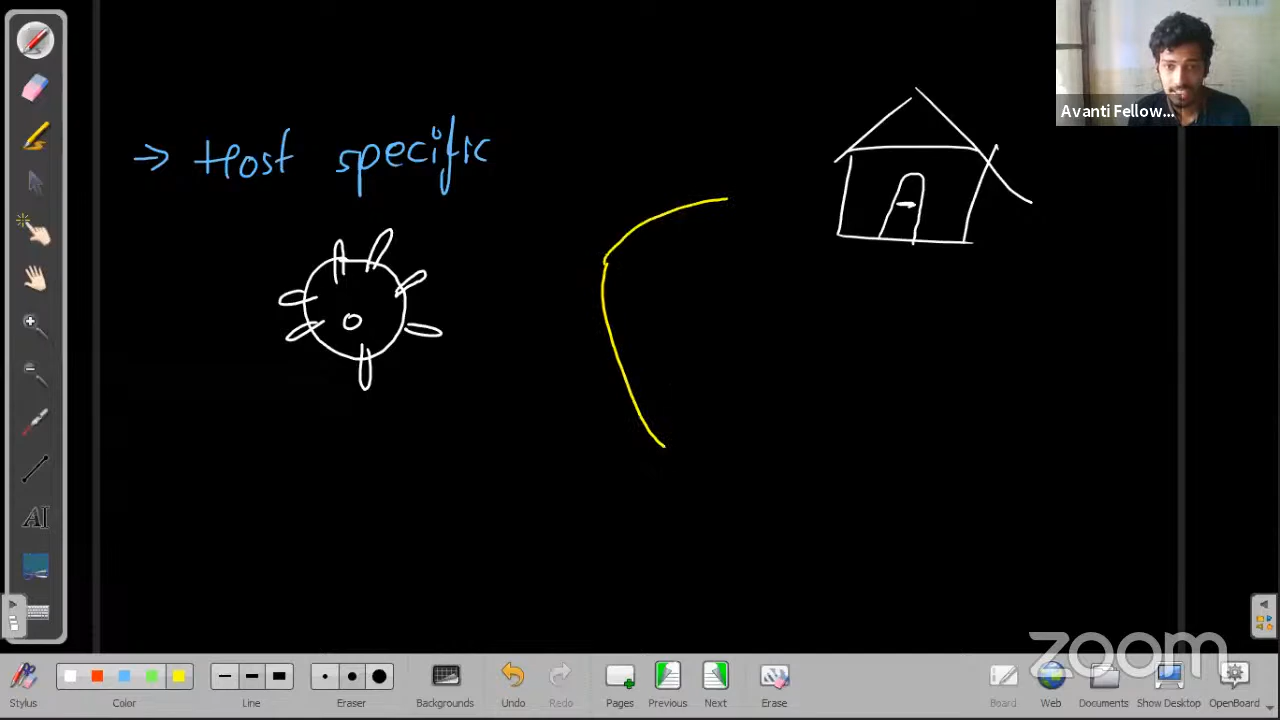 Avanti Fellow...
→ Host specific
AI
zoom
Stylus
Color
Line
Eraser
Backgrounds
Undo
Redo
Pages
Previous
Next
Erase
Board
Web
Documents
Show Desktop
OpenBoard